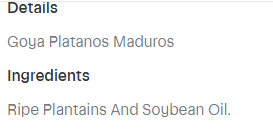 Details
Goya Platanos Maduros
Ingredients
Ripe Plantains And Soybean Oil.